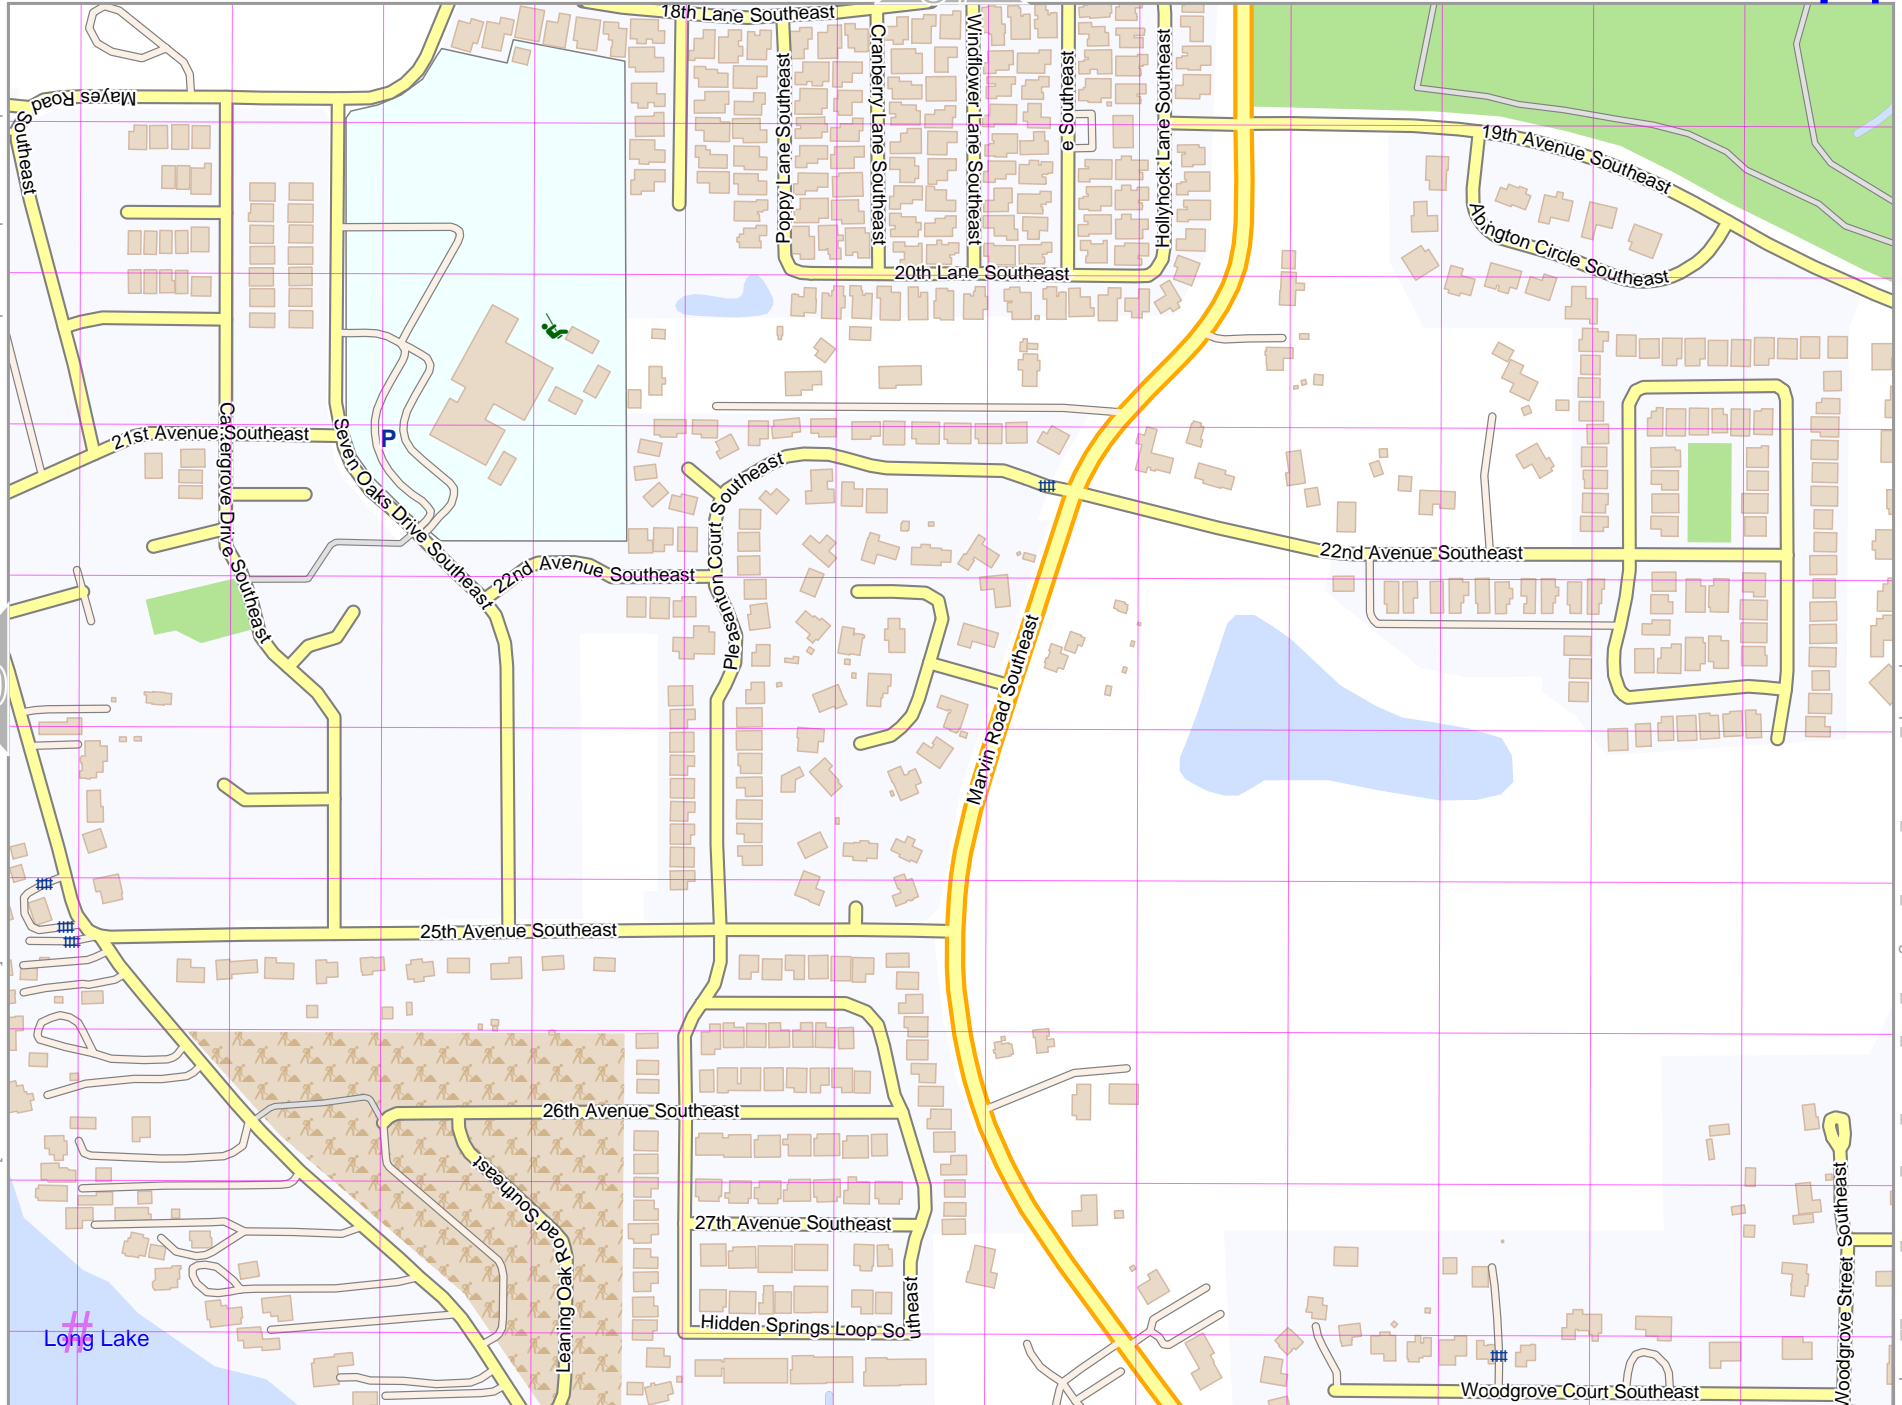 18th Lane Southeast
Mayes Road
Southeast
Poppy Lane Southeast
Cranberry Lane Southeast
Windflower Lane Southeast
e Southeast
Hollyhock Lane Southeast
19th Avenue Southeast
Abington Circle Southeast
20th Lane Southeast
21st Avenue Southeast
Seven Oaks Drive Southeast
P
Pleasanton Court Southeast
22nd Avenue Southeast
22nd Avenue Southeast
Marvin Road Southeast
25th Avenue Southeast
26th Avenue Southeast
Leaning Oak Road Southeast
27th Avenue Southeast
Hidden Springs Loop Southeast
Woodgrove Street Southeast
Woodgrove Court Southeast
#
Long Lake